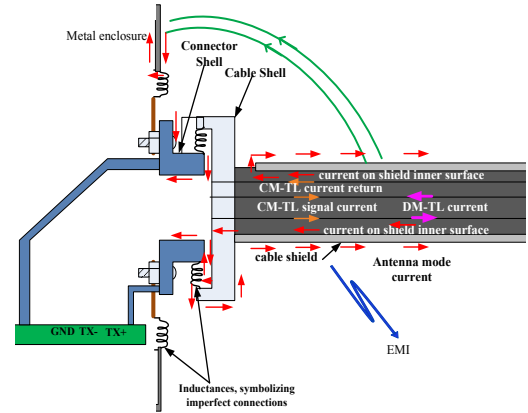 Metal enclosure
Connector
Shell
Cable Shell
current on shield inner surface
CM-TL current return
CM-TL signal current
DM-TL current
current on shield inner surface
cable shield
Antenna mode
current
GND TX- TX+
EMI
Inductances, symbolizing
imperfect connections